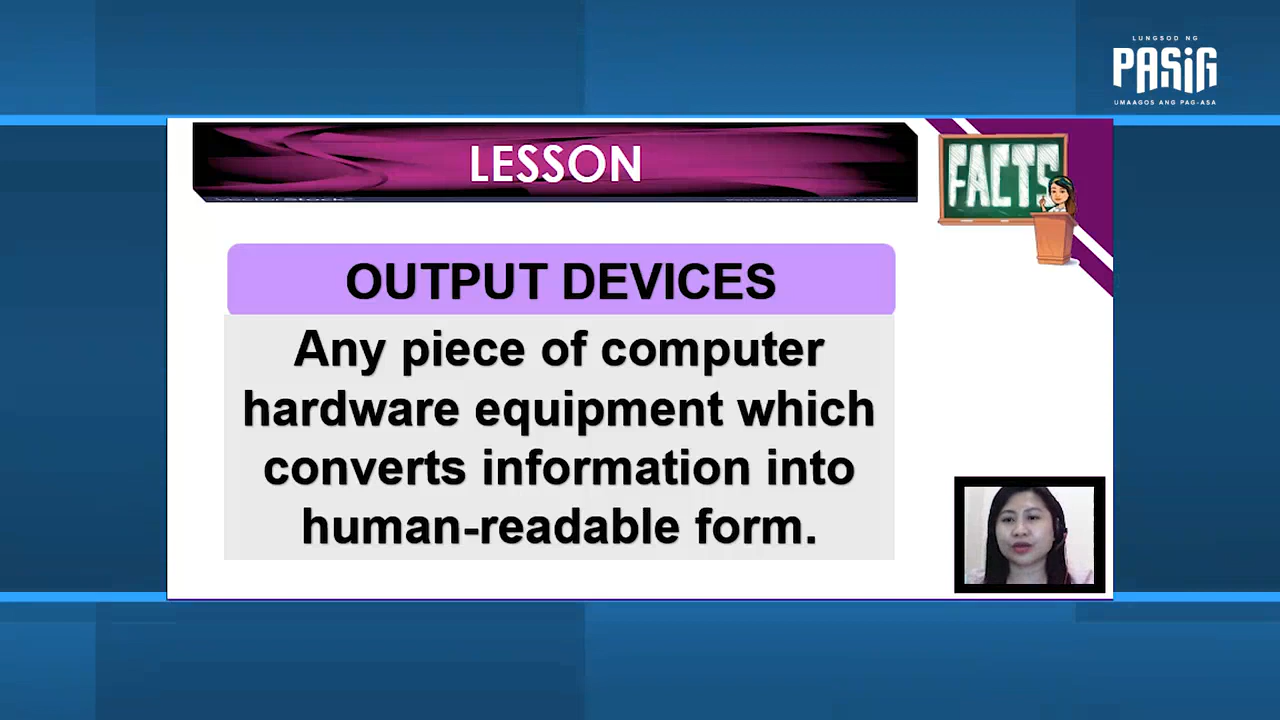 LUNGSOD NG
PASIG
UMAAGOS ANG PAG-ASA
LESSON
FACTS
VectorStock
OUTPUT DEVICES
Any piece of computer
hardware equipment which
converts information into
human-readable form.